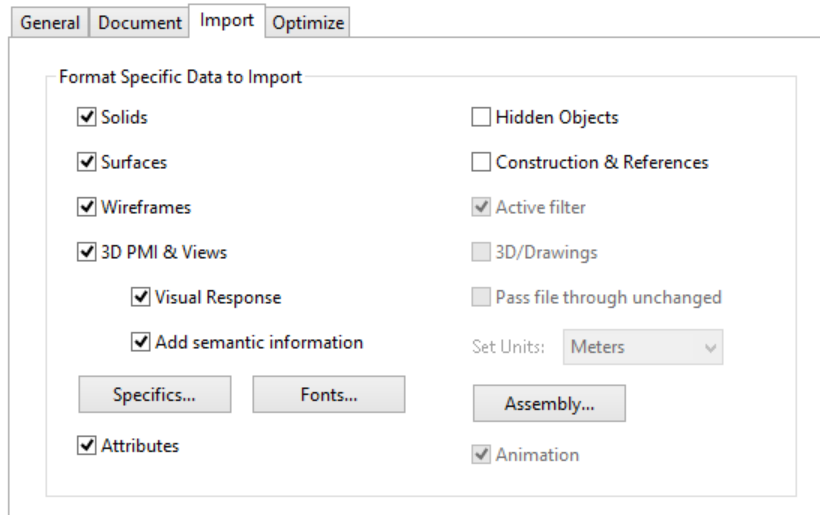 General Document Import Optimize
Format Specific Data to Import
Solids
Surfaces
Wireframes
3D PMI & Views
Visual Response
Add semantic information
Specifics... Fonts...
Attributes
Hidden Objects
Construction & References
Active filter
3D/Drawings
Pass file through unchanged
Set Units: Meters
Assembly...
Animation